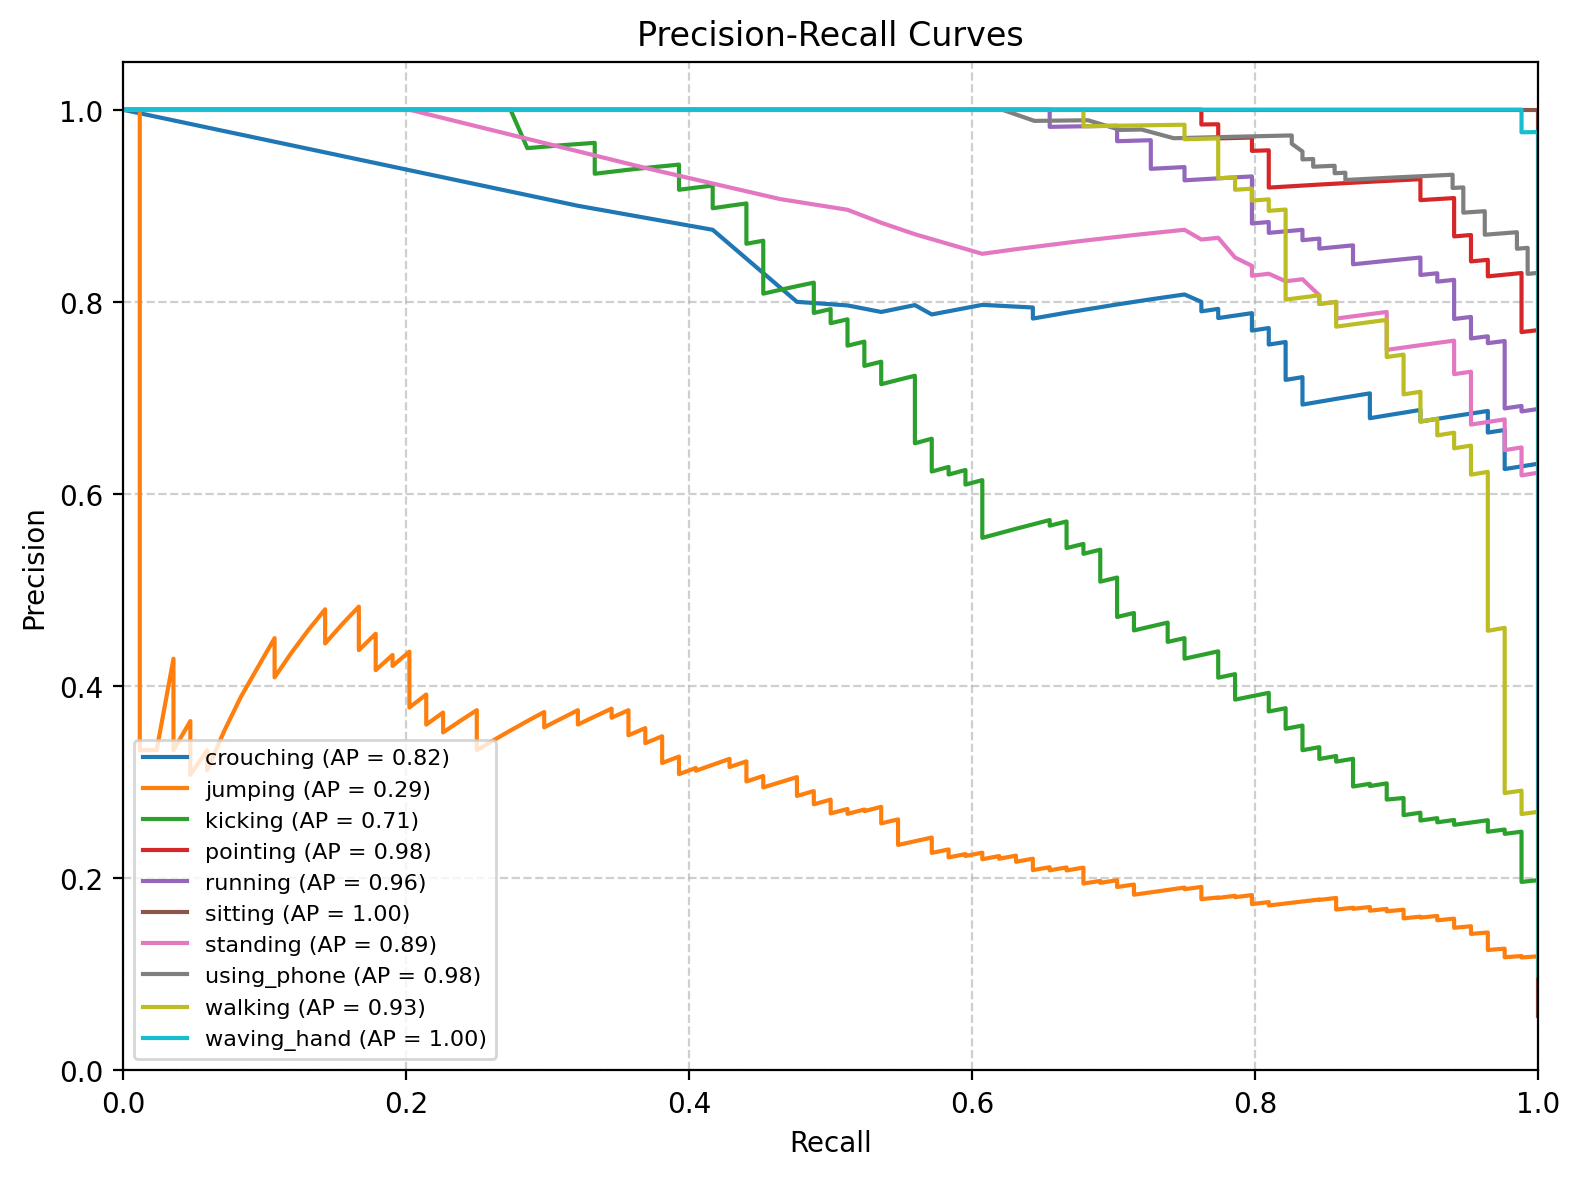 Precision-Recall Curves
1.0
0.8
0.6
0.4
0.2
0.0
Precision
crouching (AP = 0.82)
jumping (AP = 0.29)
kicking (AP = 0.71)
pointing (AP = 0.98)
running (AP = 0.96)
sitting (AP = 1.00)
standing (AP = 0.89)
using_phone (AP = 0.98)
walking (AP = 0.93)
waving_hand (AP = 1.00)
0.0 0.2 0.4 0.6 0.8 1.0
Recall